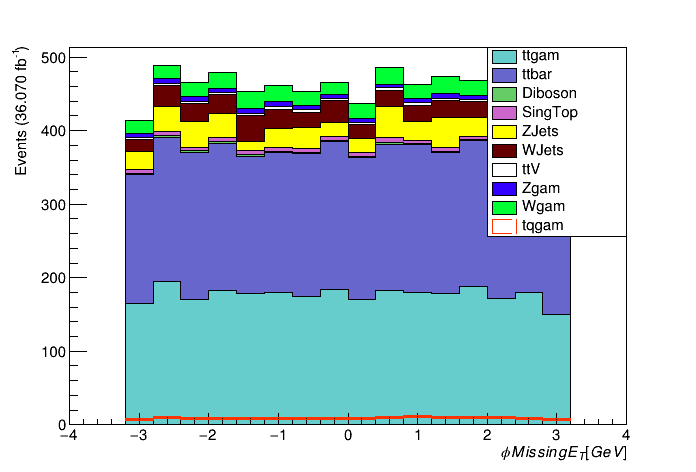 Events (36.070 fb⁻¹)
500
400
300
200
100
0
ttgam
ttbar
Diboson
SingTop
ZJets
WJets
ttV
Zgam
Wgam
tqgam
−4 −3 −2 −1 0 1 2 3 4
ϕMissingE_T[GeV]